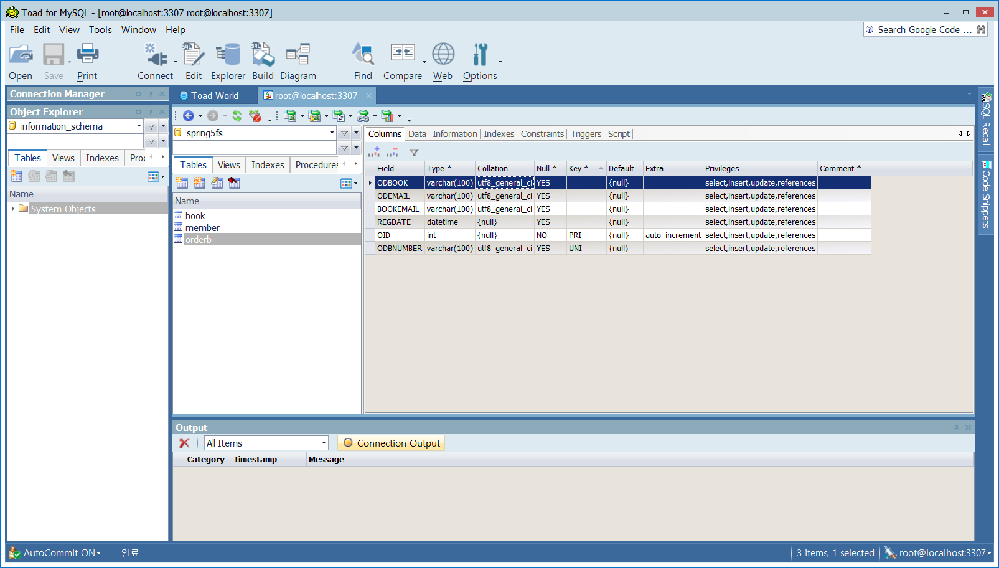 Toad for MySQL - [root@localhost:3307 root@localhost:3307]
File Edit View Tools Window Help
Search Google Code ...
Open Save Print Connect Edit Explorer Build Diagram Find Compare Web Options
Connection Manager
Object Explorer
information_schema
Tables Views Indexes Proc
Name
System Objects
Toad World root@localhost:3307
spring5fs
Tables Views Indexes Procedures
Name
book
member
orderb
Columns Data Information Indexes Constraints Triggers Script
Field Type * Collation Null * Key * Default Extra Privileges Comment *
ODBOOK varchar(100) utf8_general_ci YES {null} select,insert,update,references
ODEMAIL varchar(100) utf8_general_ci YES {null} select,insert,update,references
BOOKEMAIL varchar(100) utf8_general_ci YES {null} select,insert,update,references
REGDATE datetime {null} YES {null} select,insert,update,references
OID int {null} NO PRI {null} auto_increment select,insert,update,references
ODBNUMBER varchar(100) utf8_general_ci YES UNI {null} select,insert,update,references
SQL Recall
Code Snippets
Output
All Items Connection Output
Category Timestamp Message
AutoCommit ON 완료 3 items, 1 selected root@localhost:3307